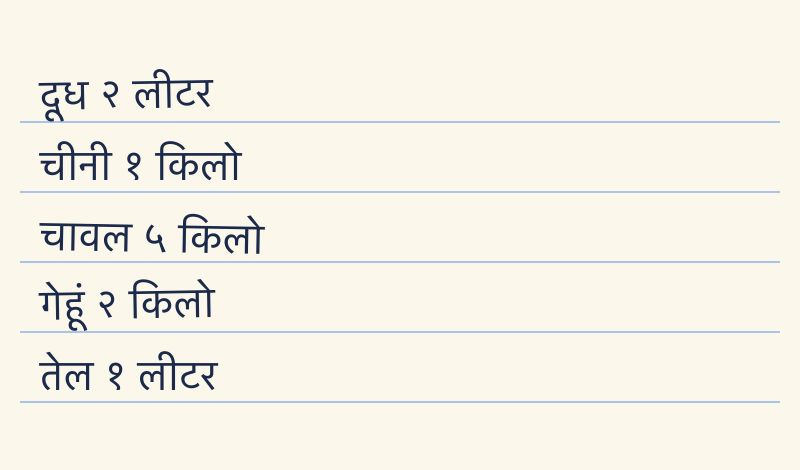 दूध २ लीटर
चीनी १ किलो
चावल ५ किलो
गेहूं २ किलो
तेल १ लीटर